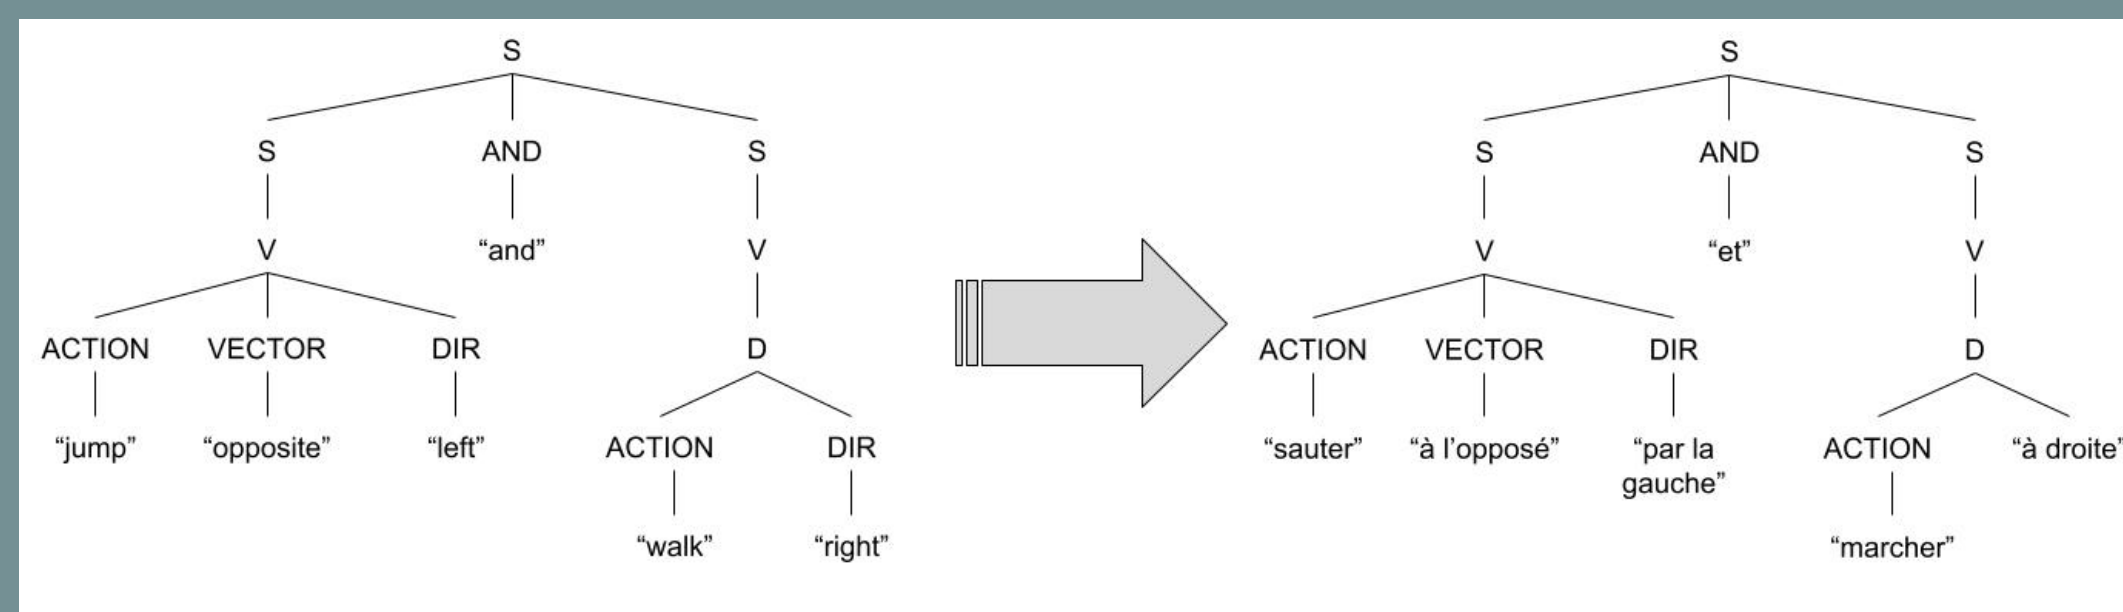 S
S AND S
V “and” V
ACTION VECTOR DIR D
“jump” “opposite” “left” ACTION DIR
“walk” “right”
S
S AND S
V “et” V
ACTION VECTOR DIR D
“sauter” “à l’opposé” “par la ACTION “à droite”
gauche”
“marcher”